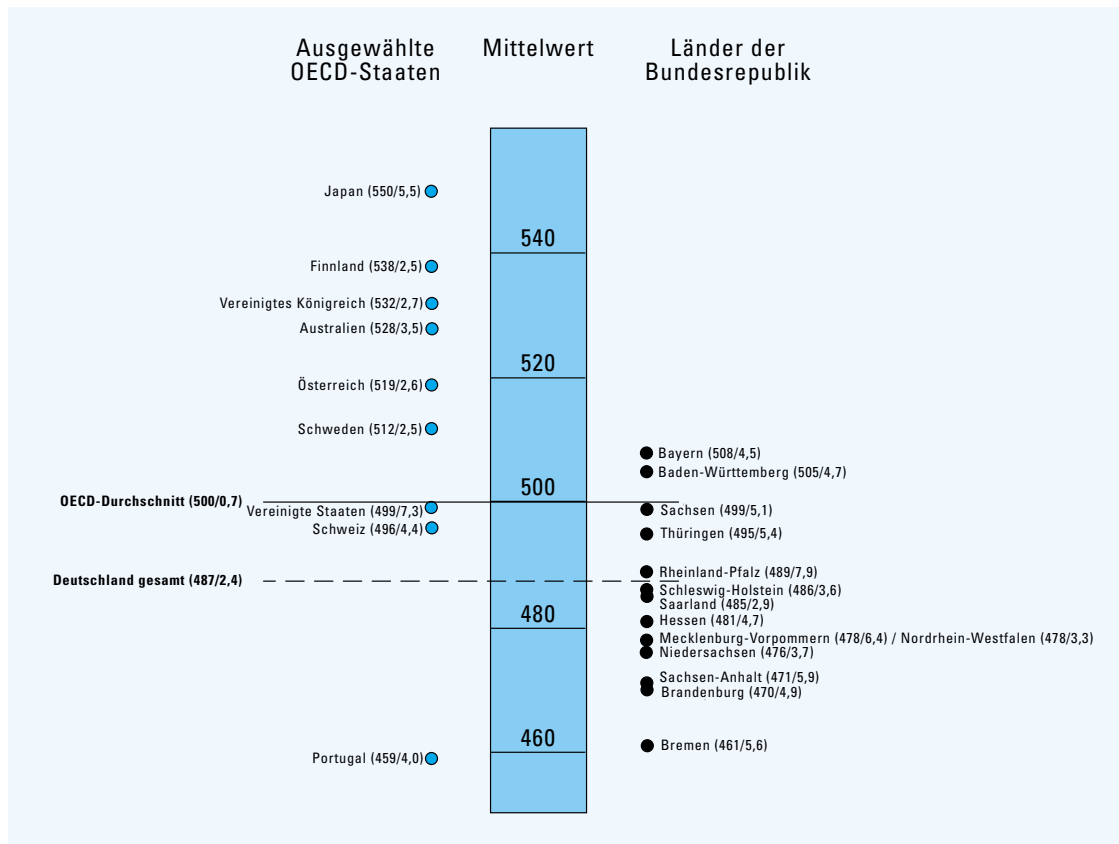 Ausgewählte
OECD-Staaten
Mittelwert
Länder der
Bundesrepublik
Japan (550/5,5)
540
Finnland (538/2,5)
Vereinigtes Königreich (532/2,7)
Australien (528/3,5)
520
Österreich (519/2,6)
Schweden (512/2,5)
Bayern (508/4,5)
Baden-Württemberg (505/4,7)
500
OECD-Durchschnitt (500/0,7)
Vereinigte Staaten (499/7,3)
Sachsen (499/5,1)
Schweiz (496/4,4)
Thüringen (495/5,4)
Rheinland-Pfalz (489/7,9)
Deutschland gesamt (487/2,4)
Schleswig-Holstein (486/3,6)
Saarland (485/2,9)
480
Hessen (481/4,7)
Mecklenburg-Vorpommern (478/6,4) / Nordrhein-Westfalen (478/3,3)
Niedersachsen (476/3,7)
Sachsen-Anhalt (471/5,9)
Brandenburg (470/4,9)
460
Bremen (461/5,6)
Portugal (459/4,0)